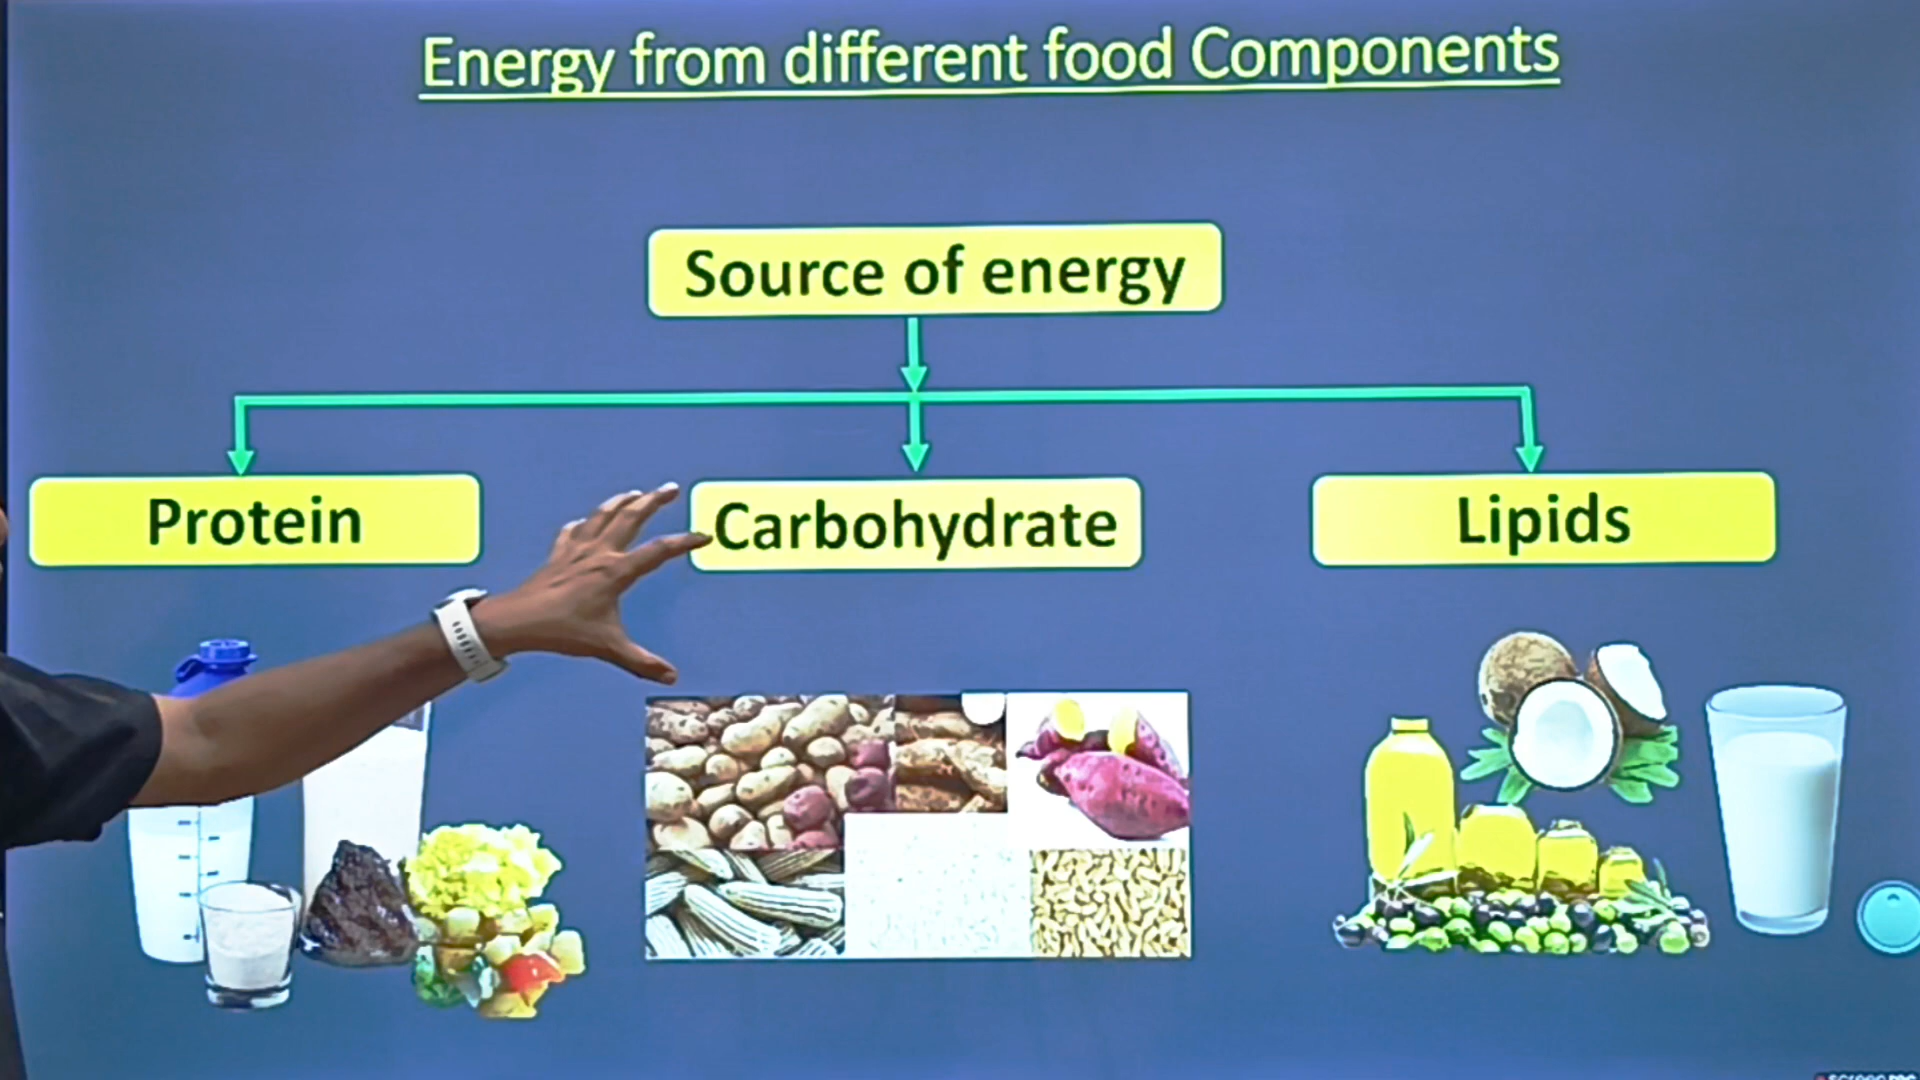 Energy from different food Components
Source of energy
Protein
Carbohydrate
Lipids